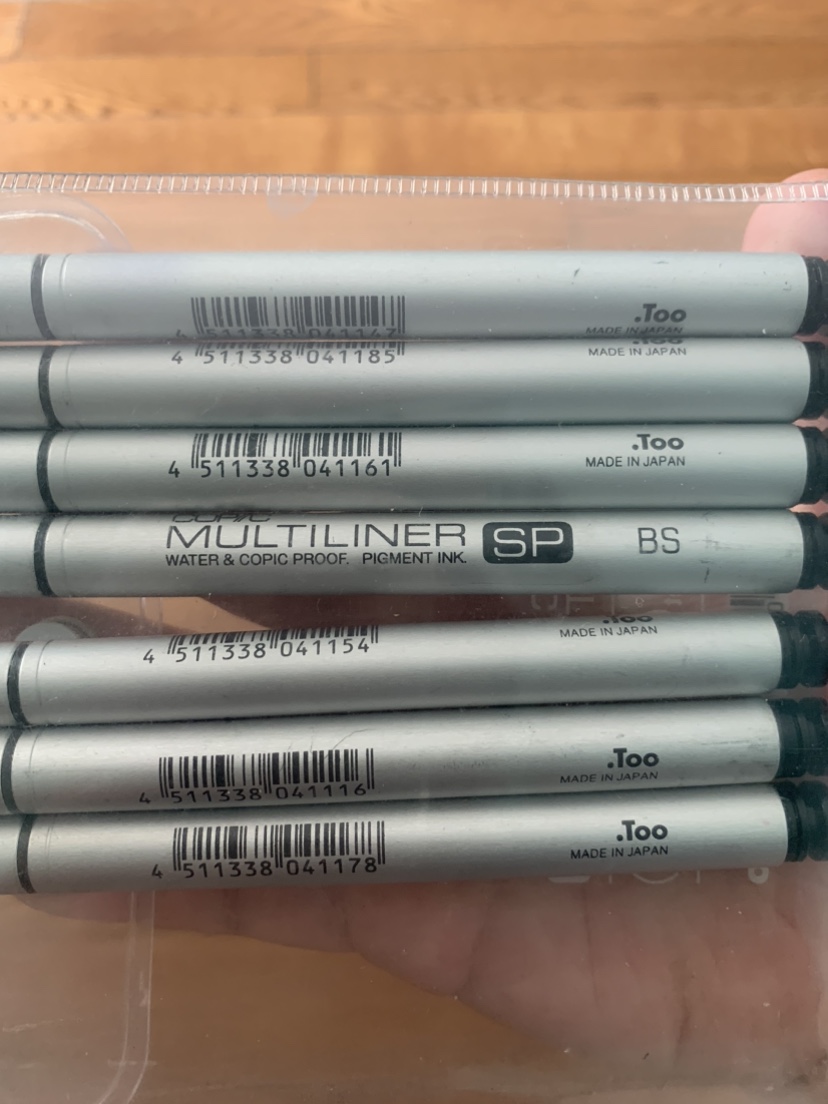 .Too
4 511338 041147
MADE IN JAPAN
4 511338 041185
MADE IN JAPAN
.Too
4 511338 041161
MADE IN JAPAN
COPIC
MULTILINER SP BS
WATER & COPIC PROOF. PIGMENT INK.
.Too
MADE IN JAPAN
4 511338 041154
.Too
MADE IN JAPAN
4 511338 041116
.Too
MADE IN JAPAN
4 511338 041178